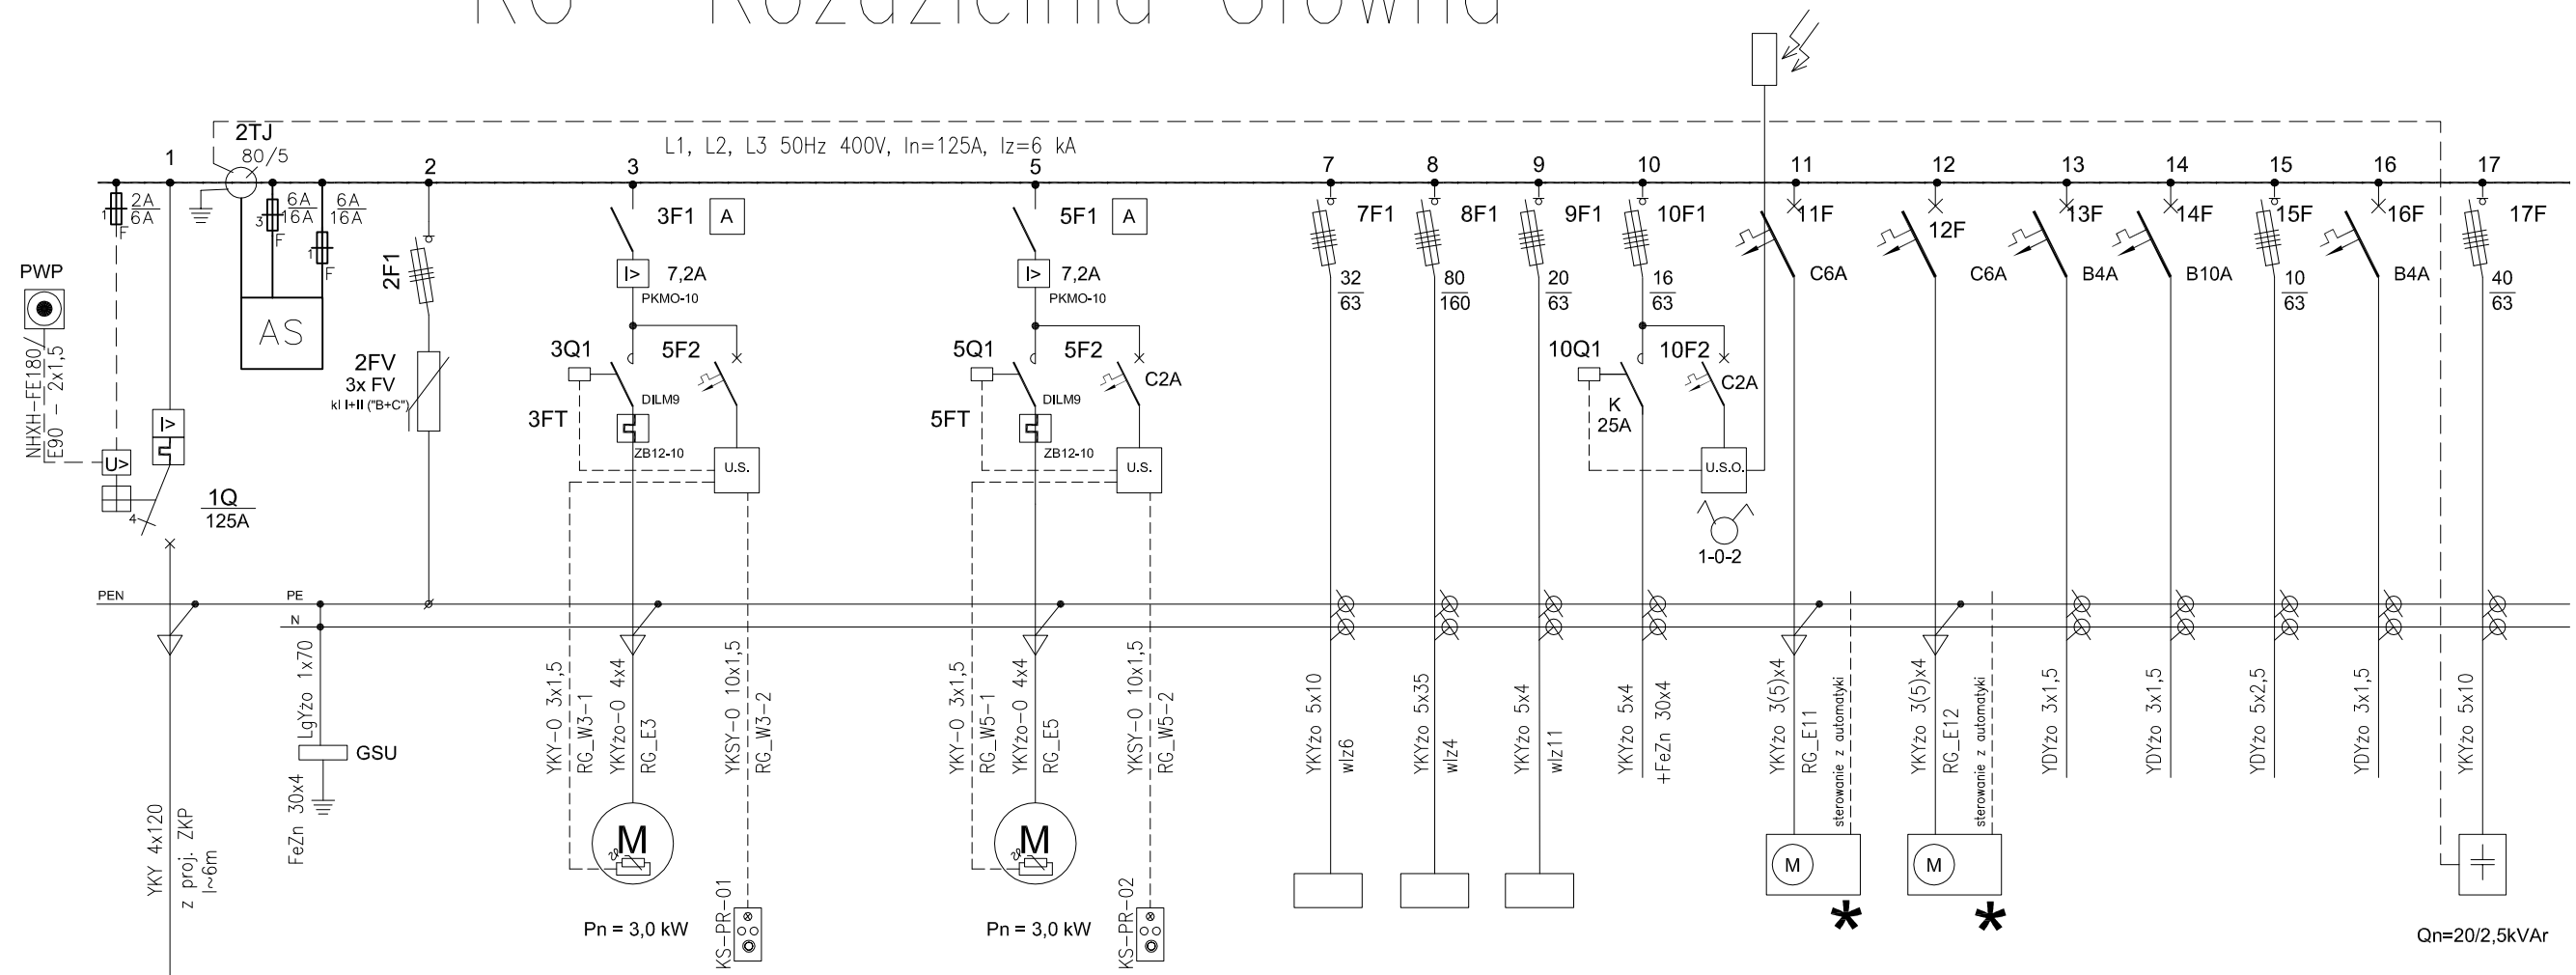 RG Rozdzielnia Główna
L1, L2, L3 50Hz 400V, In=125A, Iz=6 kA
2TJ
80/5
1
2
3
5
7
8
9
10
11
12
13
14
15
16
17
2A
6A
1
F
6A
16A
3
F
6A
16A
1
F
AS
PWP
NHXH-FE180/
E90 - 2x1,5
U>
I>
4
1Q
125A
2F1
2FV
3x FV
kl I+II ("B+C")
3F1
A
I>
7,2A
PKMO-10
3Q1
5F2
DILM9
3FT
ZB12-10
U.S.
5F1
A
I>
7,2A
PKMO-10
5Q1
5F2
C2A
DILM9
5FT
ZB12-10
U.S.
7F1
32
63
8F1
80
160
9F1
20
63
10F1
16
63
10Q1
10F2
K
25A
C2A
U.S.O.
1-0-2
11F
C6A
12F
C6A
13F
B4A
14F
B10A
15F
10
63
16F
B4A
17F
40
63
PEN
PE
N
YKY 4x120
z proj. ZKP
l~6m
LgYżo 1x70
GSU
FeZn 30x4
YKY-O 3x1,5
RG_W3-1
YKYżo-O 4x4
RG_E3
YKSY-O 10x1,5
RG_W3-2
M
Pn = 3,0 kW
KS-PR-01
YKY-O 3x1,5
RG_W5-1
YKYżo-O 4x4
RG_E5
YKSY-O 10x1,5
RG_W5-2
M
Pn = 3,0 kW
KS-PR-02
YKYżo 5x10
wlz6
YKYżo 5x35
wlz4
YKYżo 5x4
wlz11
YKYżo 5x4
+FeZn 30x4
YKYżo 3(5)x4
RG_E11
sterowanie z automatyki
M
*
YKYżo 3(5)x4
RG_E12
sterowanie z automatyki
M
*
YDYżo 3x1,5
YDYżo 3x1,5
YDYżo 5x2,5
YDYżo 3x1,5
YKYżo 5x10
Qn=20/2,5kVAr